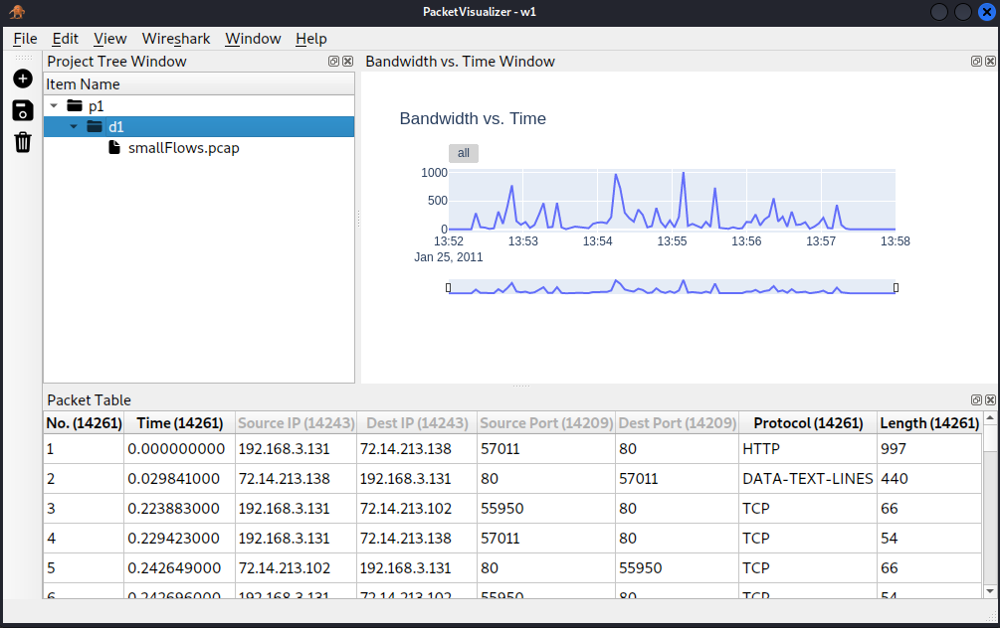 PacketVisualizer - w1
File Edit View Wireshark Window Help
Project Tree Window
Item Name
p1
d1
smallFlows.pcap
Bandwidth vs. Time Window
Bandwidth vs. Time
all
1000
500
0
13:52 13:53 13:54 13:55 13:56 13:57 13:58
Jan 25, 2011
Packet Table
No. (14261) Time (14261) Source IP (14243) Dest IP (14243) Source Port (14209) Dest Port (14209) Protocol (14261) Length (14261)
1 0.000000000 192.168.3.131 72.14.213.138 57011 80 HTTP 997
2 0.029841000 72.14.213.138 192.168.3.131 80 57011 DATA-TEXT-LINES 440
3 0.223883000 192.168.3.131 72.14.213.102 55950 80 TCP 66
4 0.229423000 192.168.3.131 72.14.213.138 57011 80 TCP 54
5 0.242649000 72.14.213.102 192.168.3.131 80 55950 TCP 66
6 0.242696000 192.168.3.131 72.14.213.102 55950 80 TCP 54